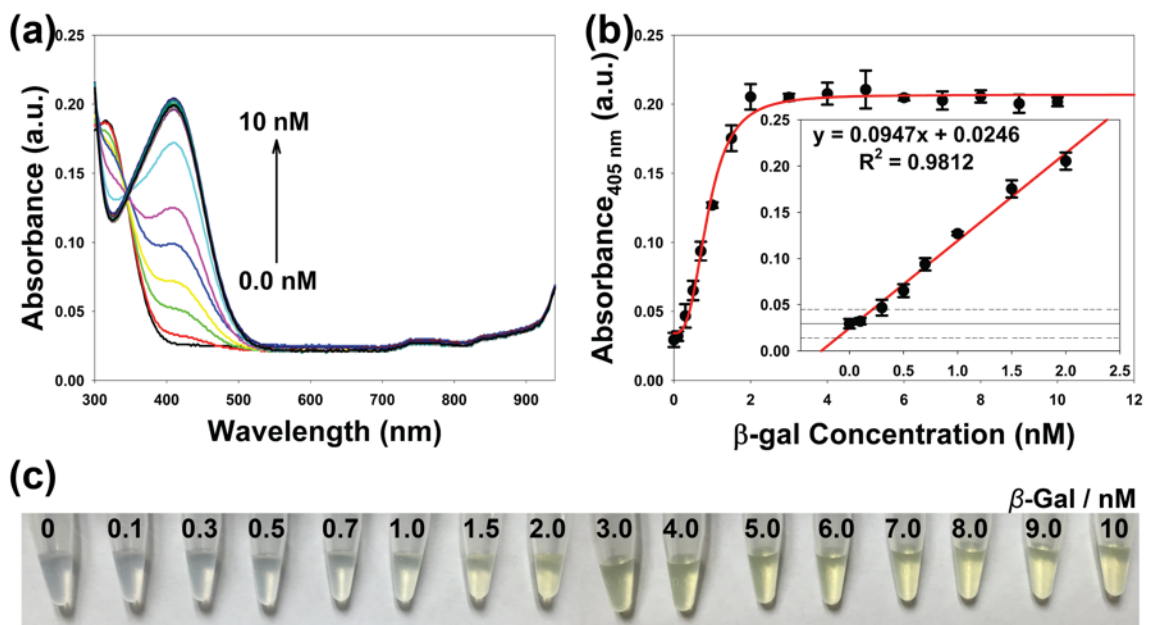 (a)
0.25
0.20
0.15
0.10
0.05
0.00
Absorbance (a.u.)
10 nM
0.0 nM
300 400 500 600 700 800 900
Wavelength (nm)
(b)
0.25
0.20
0.15
0.10
0.05
0.00
Absorbance405 nm (a.u.)
y = 0.0947x + 0.0246
R² = 0.9812
0.25
0.20
0.15
0.10
0.05
0.00
0.0 0.5 1.0 1.5 2.0 2.5
0 2 4 6 8 10 12
β-gal Concentration (nM)
(c)
β-Gal / nM
0 0.1 0.3 0.5 0.7 1.0 1.5 2.0 3.0 4.0 5.0 6.0 7.0 8.0 9.0 10